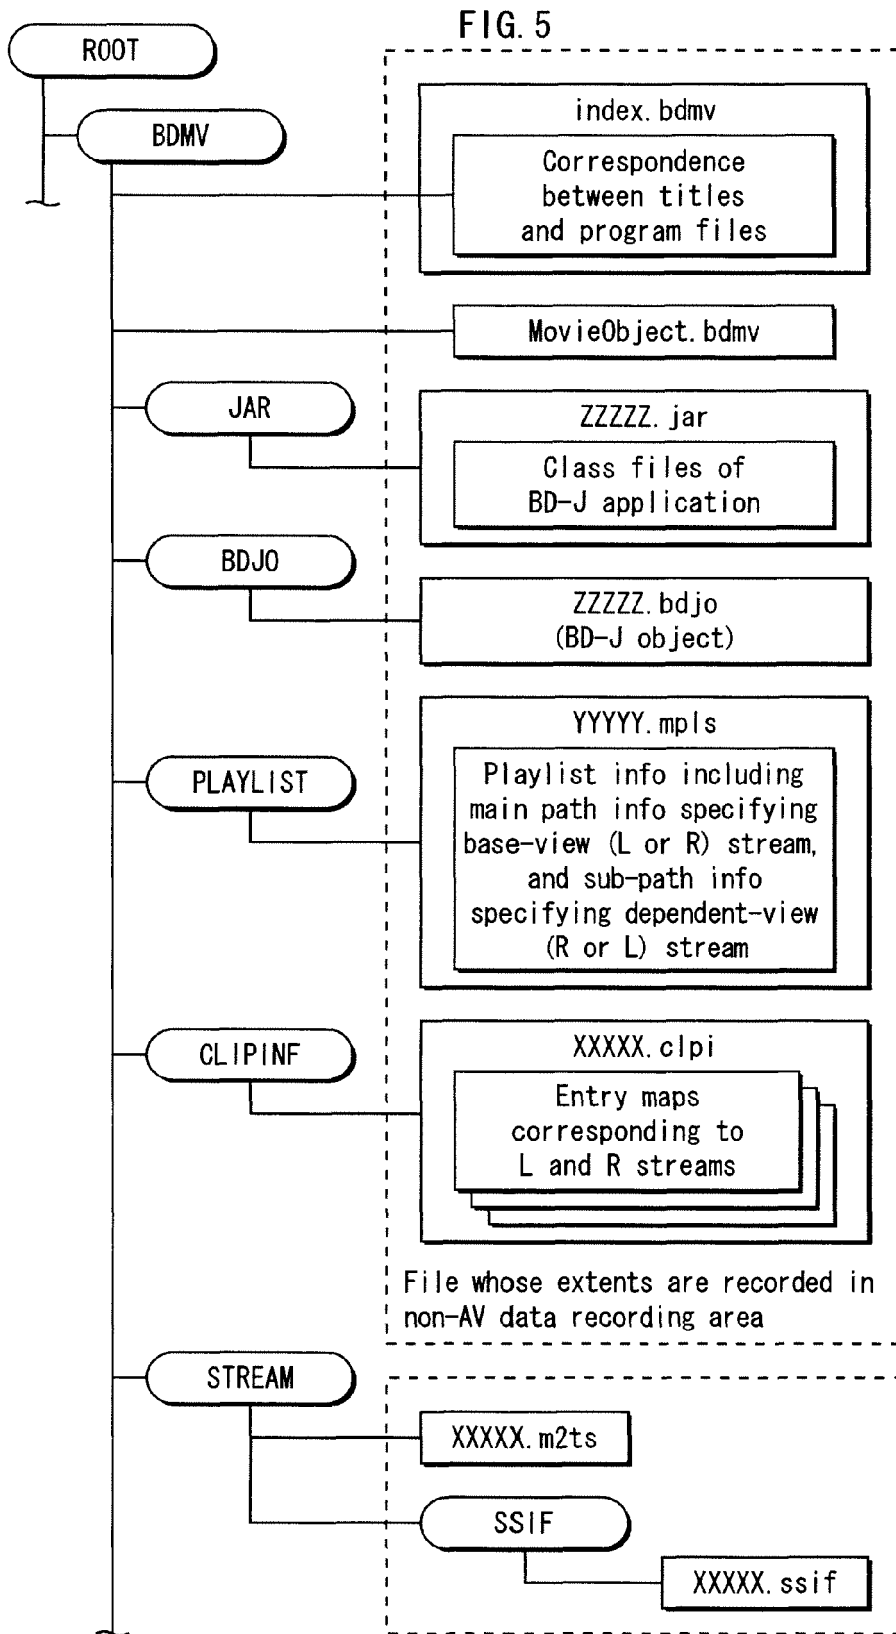 FIG. 5
ROOT
BDMV
index.bdmv
Correspondence
between titles
and program files
MovieObject.bdmv
JAR
ZZZZZ.jar
Class files of
BD-J application
BDJO
ZZZZZ.bdjo
(BD-J object)
PLAYLIST
YYYYY.mpls
Playlist info including
main path info specifying
base-view (L or R) stream,
and sub-path info
specifying dependent-view
(R or L) stream
CLIPINF
XXXXX.clpi
Entry maps
corresponding to
L and R streams
File whose extents are recorded in
non-AV data recording area
STREAM
XXXXX.m2ts
SSIF
XXXXX.ssif